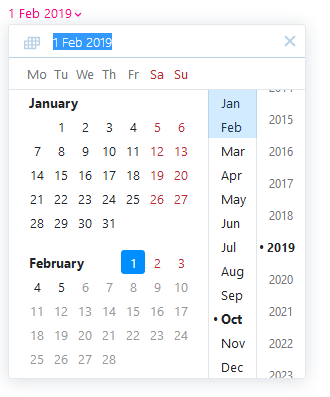 1 Feb 2019
1 Feb 2019
Mo Tu We Th Fr Sa Su
January
1 2 3 4 5 6
7 8 9 10 11 12 13
14 15 16 17 18 19 20
21 22 23 24 25 26 27
28 29 30 31
February 1 2 3
4 5 6 7 8 9 10
11 12 13 14 15 16 17
18 19 20 21 22 23 24
25 26 27 28
Jan
Feb
Mar
Apr
May
Jun
Jul
Aug
Sep
• Oct
Nov
Dec
2015
2016
2017
2018
• 2019
2020
2021
2022
2023